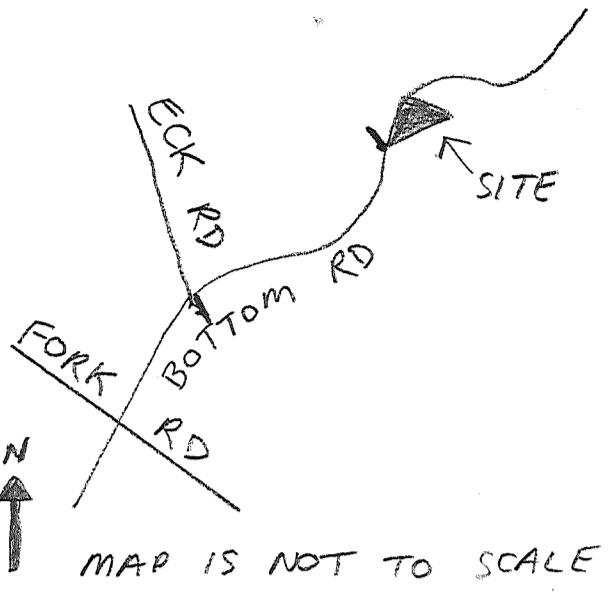 ECK RD
SITE
BOTTOM RD
FORK RD
N
MAP IS NOT TO SCALE